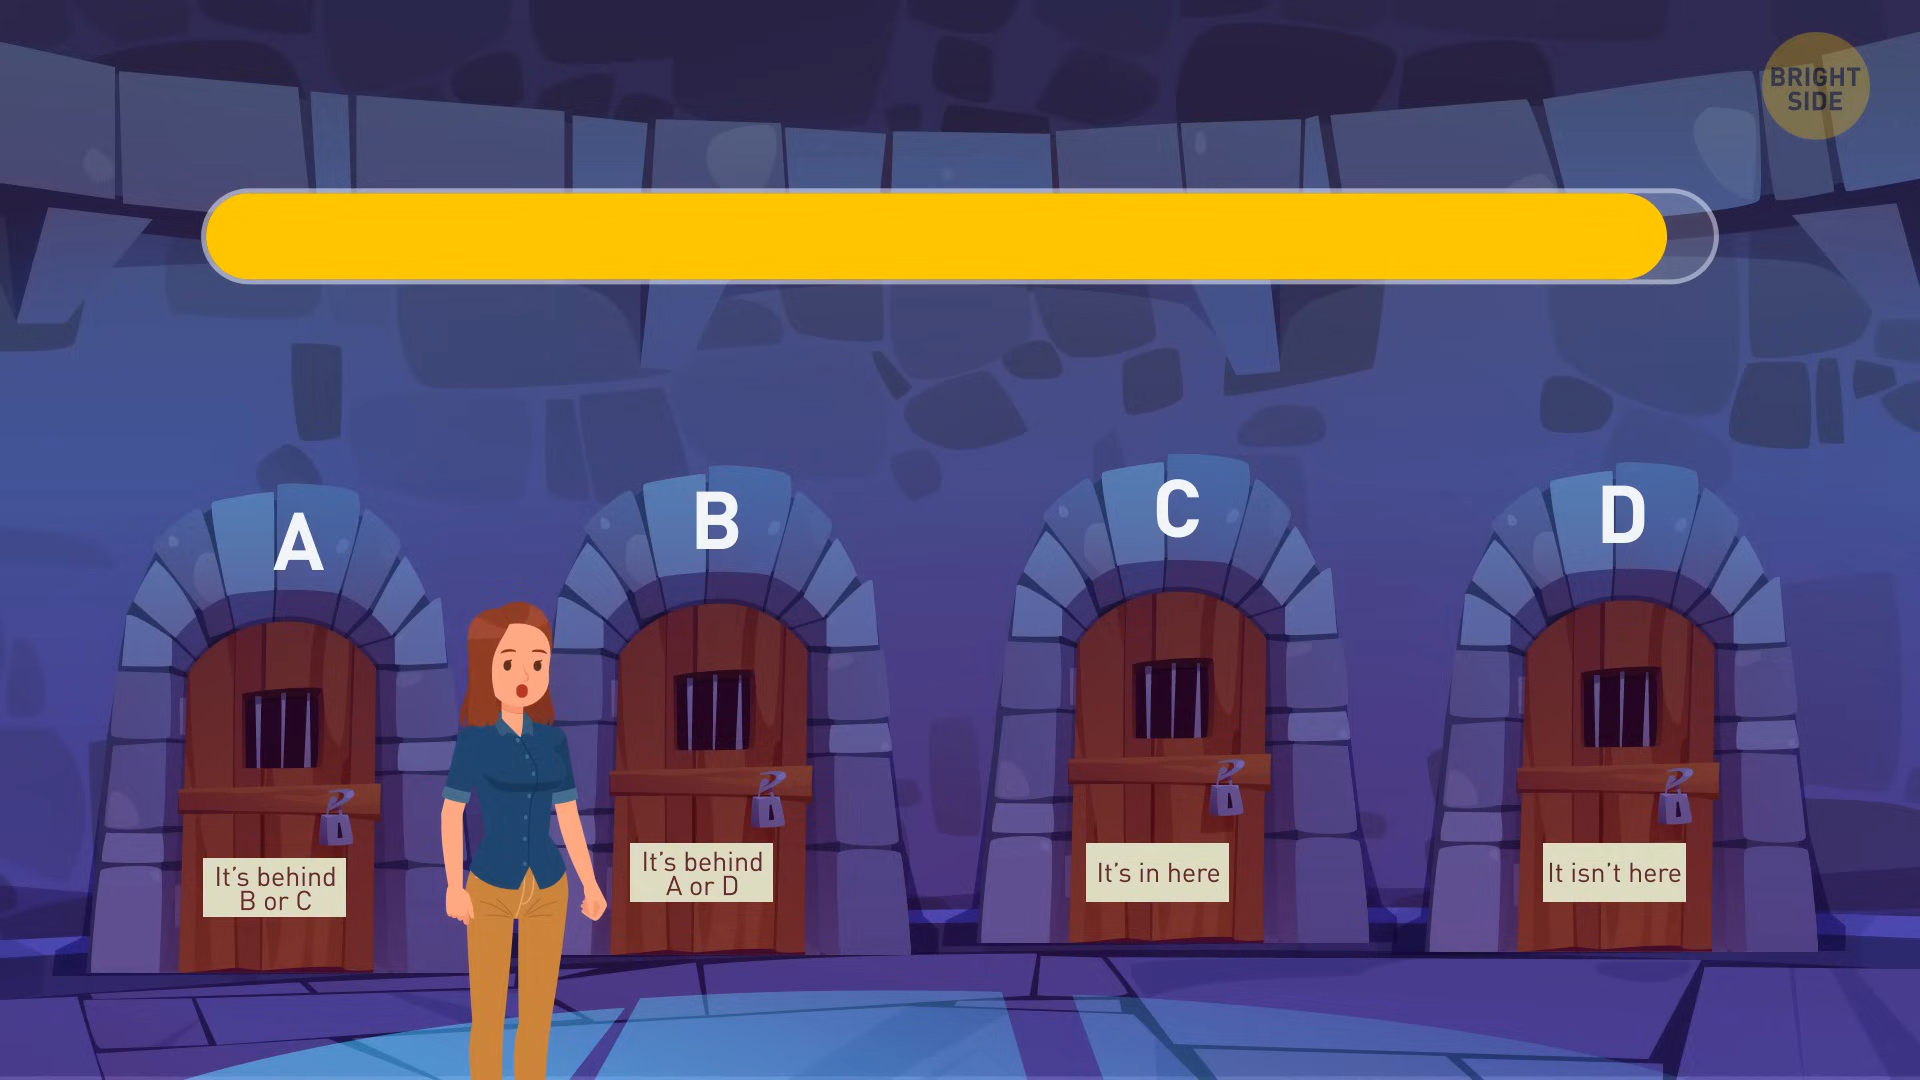 BRIGHT
SIDE
A
B
C
D
It's behind
B or C
It's behind
A or D
It's in here
It isn't here